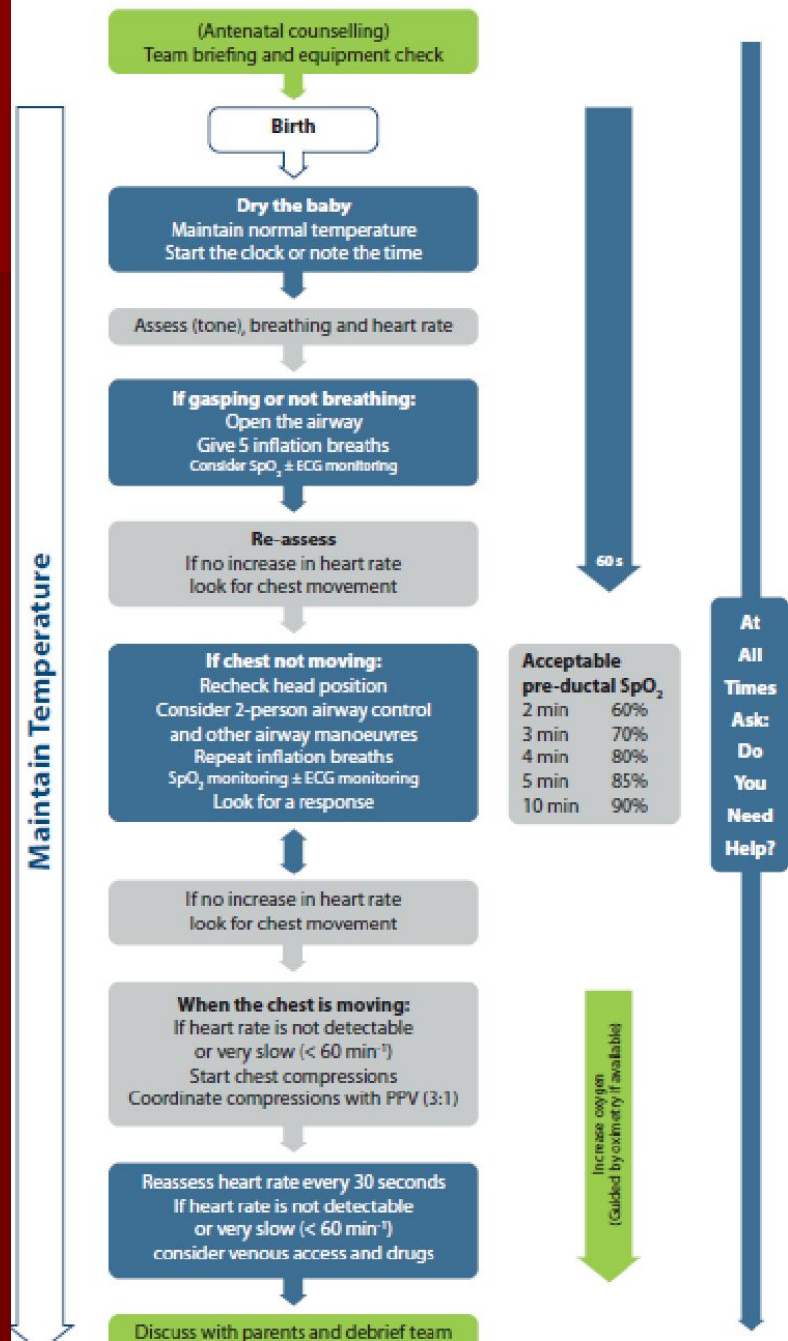 (Antenatal counselling)
Team briefing and equipment check
Birth
Dry the baby
Maintain normal temperature
Start the clock or note the time
Assess (tone), breathing and heart rate
If gasping or not breathing:
Open the airway
Give 5 inflation breaths
Consider SpO₂ ± ECG monitoring
Re-assess
If no increase in heart rate
look for chest movement
If chest not moving:
Recheck head position
Consider 2-person airway control
and other airway manoeuvres
Repeat inflation breaths
SpO₂ monitoring ± ECG monitoring
Look for a response
If no increase in heart rate
look for chest movement
When the chest is moving:
If heart rate is not detectable
or very slow (< 60 min⁻¹)
Start chest compressions
Coordinate compressions with PPV (3:1)
Reassess heart rate every 30 seconds
If heart rate is not detectable
or very slow (< 60 min⁻¹)
consider venous access and drugs
Discuss with parents and debrief team
Maintain Temperature
60 s
Acceptable
pre-ductal SpO₂
2 min 60%
3 min 70%
4 min 80%
5 min 85%
10 min 90%
Increase oxygen
(Guided by oximetry if available)
At
All
Times
Ask:
Do
You
Need
Help?